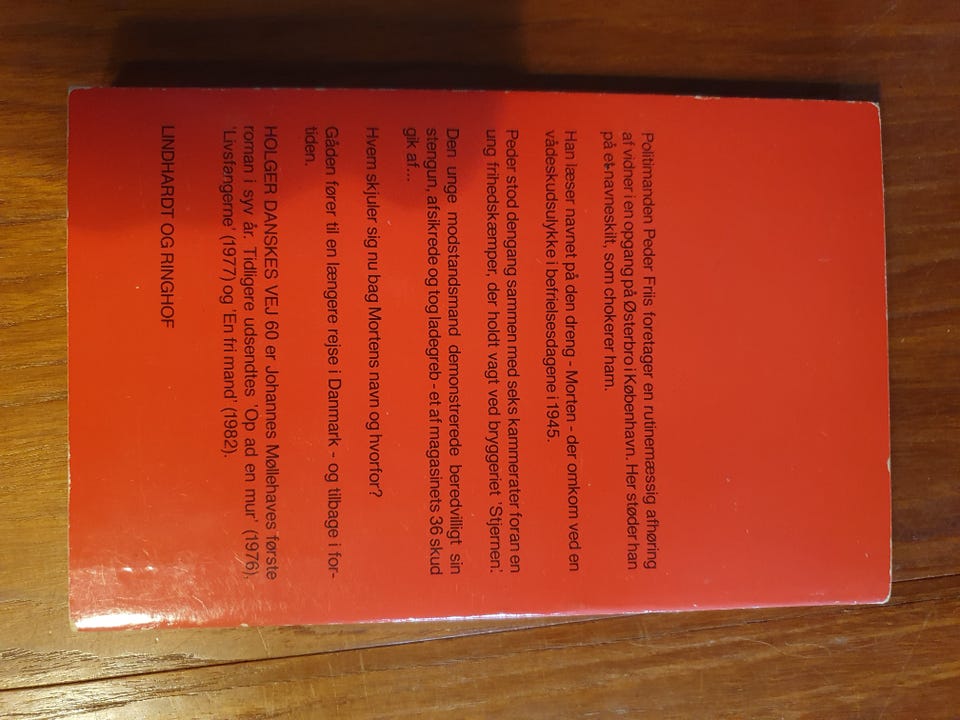 Politimanden Peder Friis foretager en rutinemæssig afhøring
af vidner i en opgang på Østerbro i København. Her støder han
på et navneskilt, som chokerer ham.
Han læser navnet på den dreng - Morten - der omkom ved en
vådeskudsulykke i befrielsesdagene i 1945.
Peder stod dengang sammen med seks kammerater foran en
ung frihedskæmper, der holdt vagt ved bryggeriet 'Stjernen.'
Den unge modstandsmand demonstrerede beredvilligt sin
stengun, afsikrede og tog ladegreb - et af magasinets 36 skud
gik af...
Hvem skjuler sig nu bag Mortens navn og hvorfor?
Gåden fører til en længere rejse i Danmark - og tilbage i for-
tiden.
HOLGER DANSKES VEJ 60 er Johannes Møllehaves første
roman i syv år. Tidligere udsendtes 'Op ad en mur' (1976),
'Livsfangerne' (1977) og 'En fri mand' (1982).
LINDHARDT OG RINGHOF